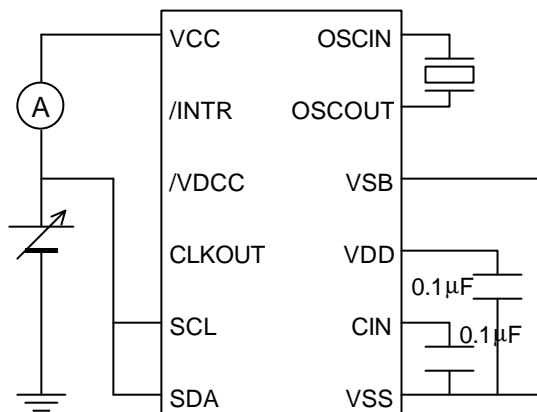 VCC OSCIN
A
/INTR OSCOUT
/VDCC VSB
CLKOUT VDD
0.1μF
SCL CIN
0.1μF
SDA VSS